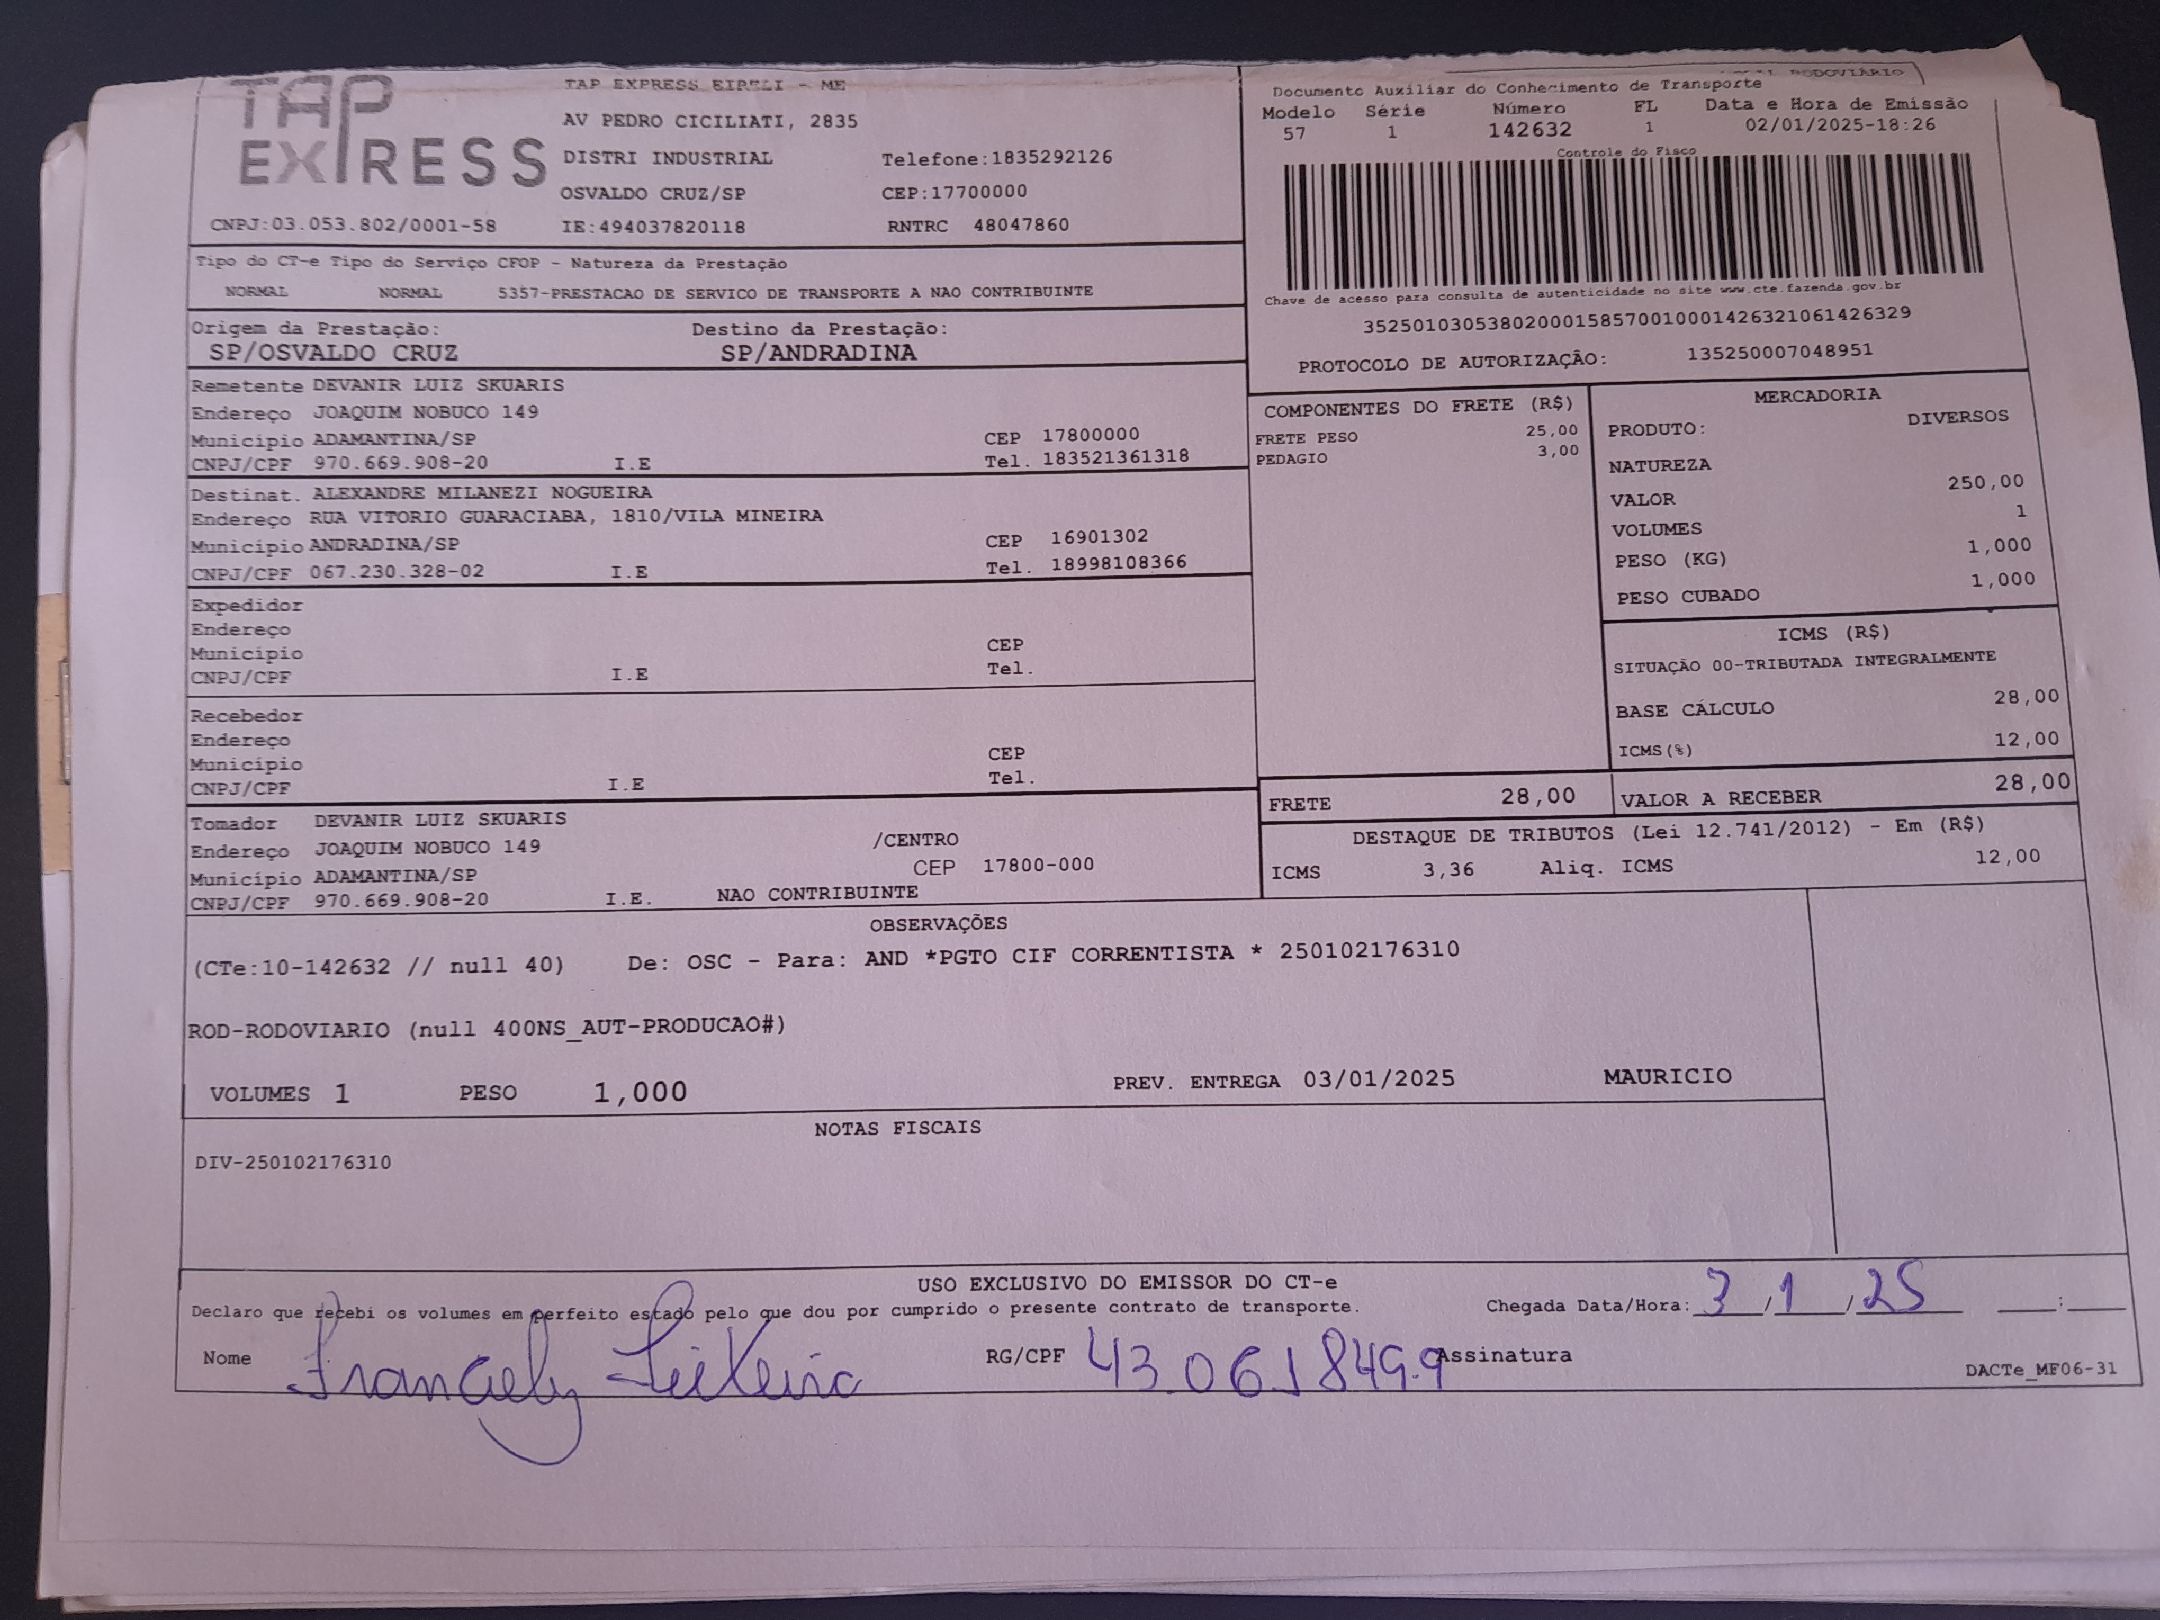 TAP EXPRESS
TAP EXPRESS EIRELI - ME
AV PEDRO CICILIATI, 2835
DISTRI INDUSTRIAL Telefone:1835292126
OSVALDO CRUZ/SP CEP:17700000
CNPJ:03.053.802/0001-58 IE:494037820118 RNTRC 48047860
RODOVIÁRIO
Documento Auxiliar do Conhecimento de Transporte
Modelo Série Número FL Data e Hora de Emissão
57 1 142632 1 02/01/2025-18:26
Controle do Fisco
Chave de acesso para consulta de autenticidade no site www.cte.fazenda.gov.br
35250103053802000158570010001426321061426329
PROTOCOLO DE AUTORIZAÇÃO: 135250007048951
Tipo do CT-e Tipo do Serviço CFOP - Natureza da Prestação
NORMAL NORMAL 5357-PRESTACAO DE SERVICO DE TRANSPORTE A NAO CONTRIBUINTE
Origem da Prestação: Destino da Prestação:
SP/OSVALDO CRUZ SP/ANDRADINA
Remetente DEVANIR LUIZ SKUARIS
Endereço JOAQUIM NOBUCO 149
Município ADAMANTINA/SP CEP 17800000
CNPJ/CPF 970.669.908-20 I.E Tel. 183521361318
Destinat. ALEXANDRE MILANEZI NOGUEIRA
Endereço RUA VITORIO GUARACIABA, 1810/VILA MINEIRA
Município ANDRADINA/SP CEP 16901302
CNPJ/CPF 067.230.328-02 I.E Tel. 18998108366
Expedidor
Endereço
Município CEP
CNPJ/CPF I.E Tel.
Recebedor
Endereço
Município CEP
CNPJ/CPF I.E Tel.
Tomador DEVANIR LUIZ SKUARIS
Endereço JOAQUIM NOBUCO 149 /CENTRO
Município ADAMANTINA/SP CEP 17800-000
CNPJ/CPF 970.669.908-20 I.E. NAO CONTRIBUINTE
COMPONENTES DO FRETE (R$)
FRETE PESO 25,00
PEDAGIO 3,00
MERCADORIA
PRODUTO: DIVERSOS
NATUREZA
VALOR 250,00
VOLUMES 1
PESO (KG) 1,000
PESO CUBADO 1,000
ICMS (R$)
SITUAÇÃO 00-TRIBUTADA INTEGRALMENTE
BASE CÁLCULO 28,00
ICMS(%) 12,00
FRETE 28,00 VALOR A RECEBER 28,00
DESTAQUE DE TRIBUTOS (Lei 12.741/2012) - Em (R$)
ICMS 3,36 Aliq. ICMS 12,00
OBSERVAÇÕES
(CTe:10-142632 // null 40) De: OSC - Para: AND *PGTO CIF CORRENTISTA * 250102176310
ROD-RODOVIARIO (null 400NS_AUT-PRODUCAO#)
VOLUMES 1 PESO 1,000 PREV. ENTREGA 03/01/2025 MAURICIO
NOTAS FISCAIS
DIV-250102176310
USO EXCLUSIVO DO EMISSOR DO CT-e
Declaro que recebi os volumes em perfeito estado pelo que dou por cumprido o presente contrato de transporte. Chegada Data/Hora: 3/1/25 __:__
Nome Franciely Teixeira RG/CPF 43.061849.9 Assinatura
DACTe_MF06-31